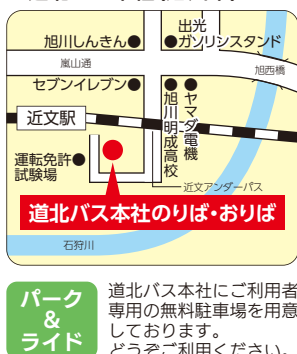 出光
旭川しんきん●
●ガソリンスタンド
嵐山通
旭西橋
セブンイレブン●
近文駅
旭川明成高校
ヤマダ電機
運転免許●
試験場
近文アンダーパス
道北バス本社のりば・おりば
石狩川
パーク
&
ライド
道北バス本社にご利用者
専用の無料駐車場を用意
しております。
どうぞご利用ください。